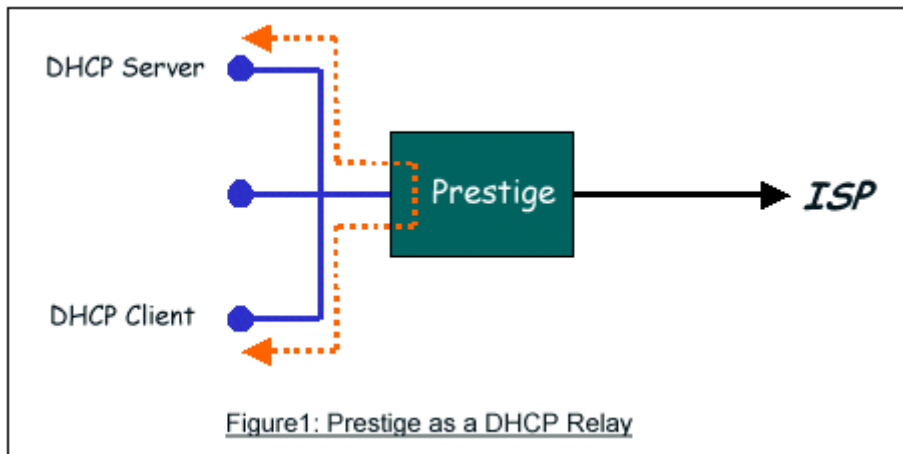 DHCP Server
Prestige
ISP
DHCP Client
Figure1: Prestige as a DHCP Relay